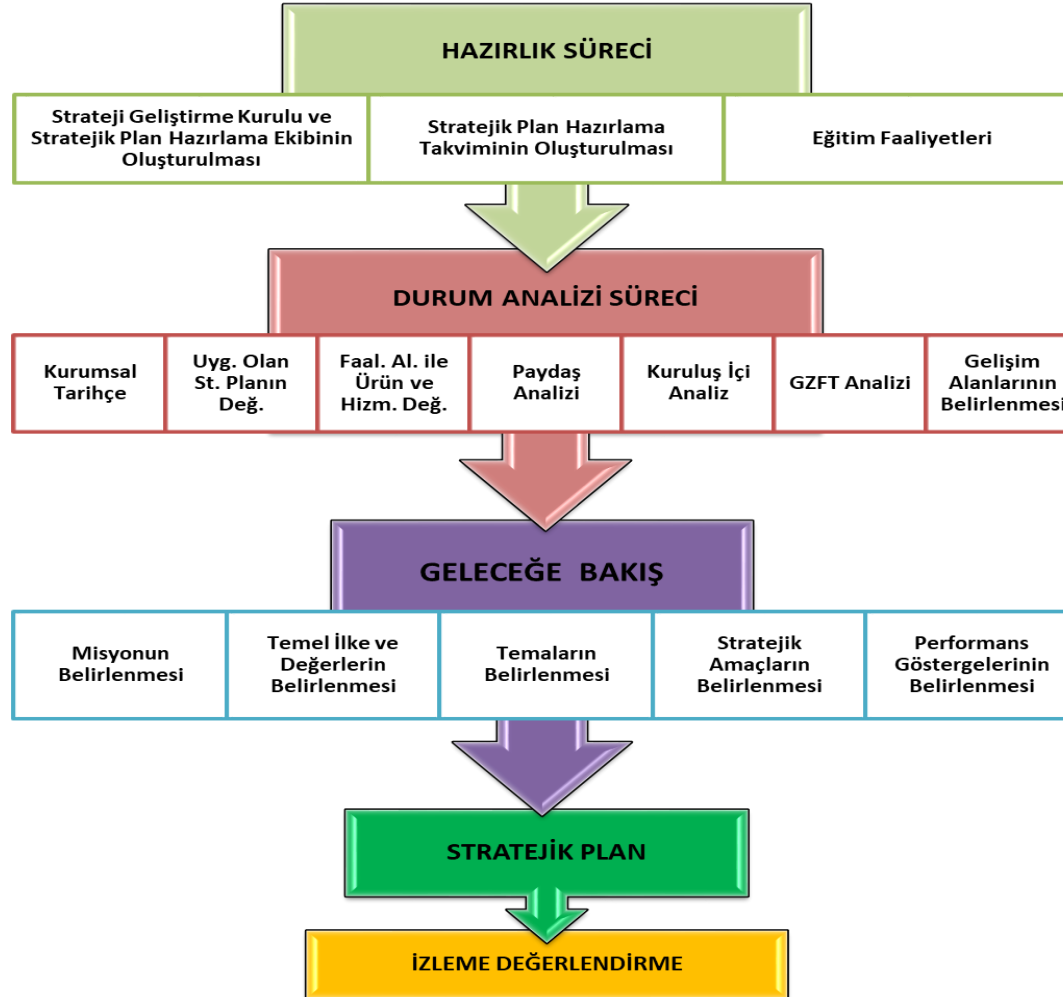 HAZIRLIK SÜRECİ
Strateji Geliştirme Kurulu ve
Stratejik Plan Hazırlama Ekibinin
Oluşturulması
Stratejik Plan Hazırlama
Takviminin Oluşturulması
Eğitim Faaliyetleri
DURUM ANALİZİ SÜRECİ
Kurumsal
Tarihçe
Uyg. Olan
St. Planın
Değ.
Faal. Al. ile
Ürün ve
Hizm. Değ.
Paydaş
Analizi
Kuruluş İçi
Analiz
GZFT Analizi
Gelişim
Alanlarının
Belirlenmesi
GELECEĞE BAKIŞ
Misyonun
Belirlenmesi
Temel İlke ve
Değerlerin
Belirlenmesi
Temaların
Belirlenmesi
Stratejik
Amaçların
Belirlenmesi
Performans
Göstergelerinin
Belirlenmesi
STRATEJİK PLAN
İZLEME DEĞERLENDİRME